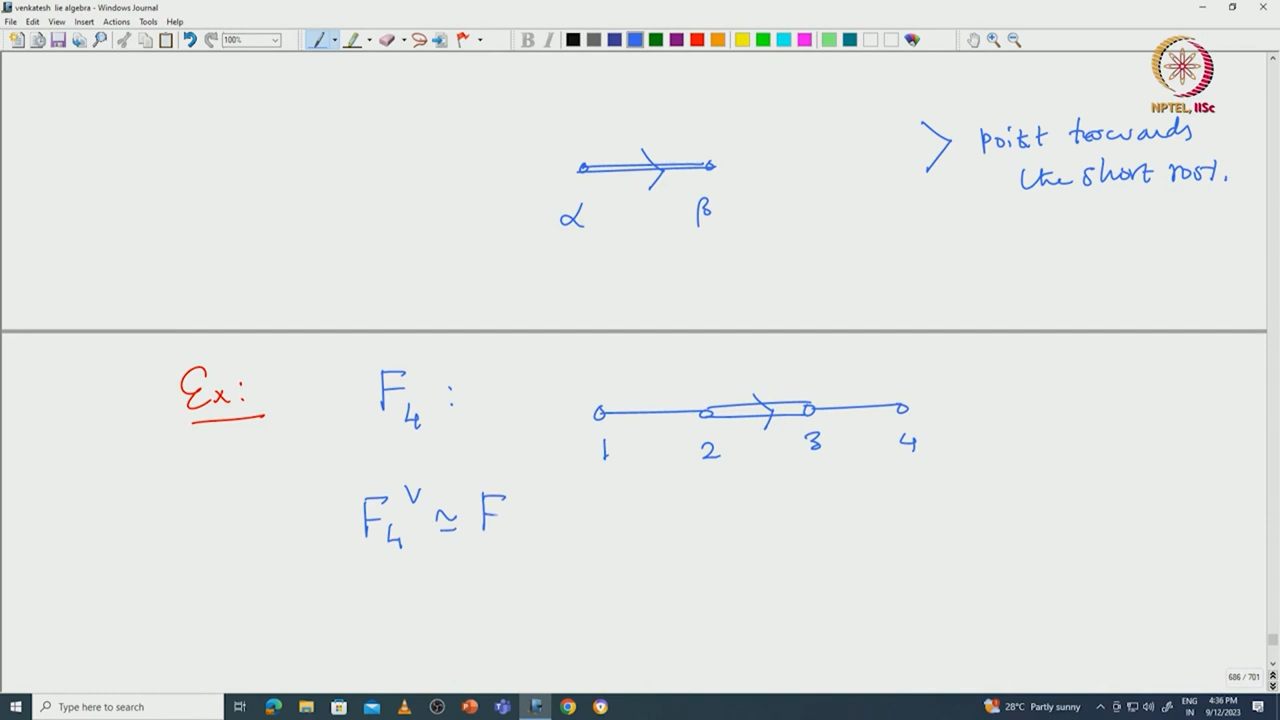 venkatesh lie algebra - Windows Journal
File Edit View Insert Actions Tools Help
100%
B I
NPTEL, IISc
> point towards
the short root.
α β
Ex: F₄ :
1 2 3 4
F₄^∨ ≃ F
686 / 701
Type here to search
28°C Partly sunny
ENG
IN
4:36 PM
9/12/2023